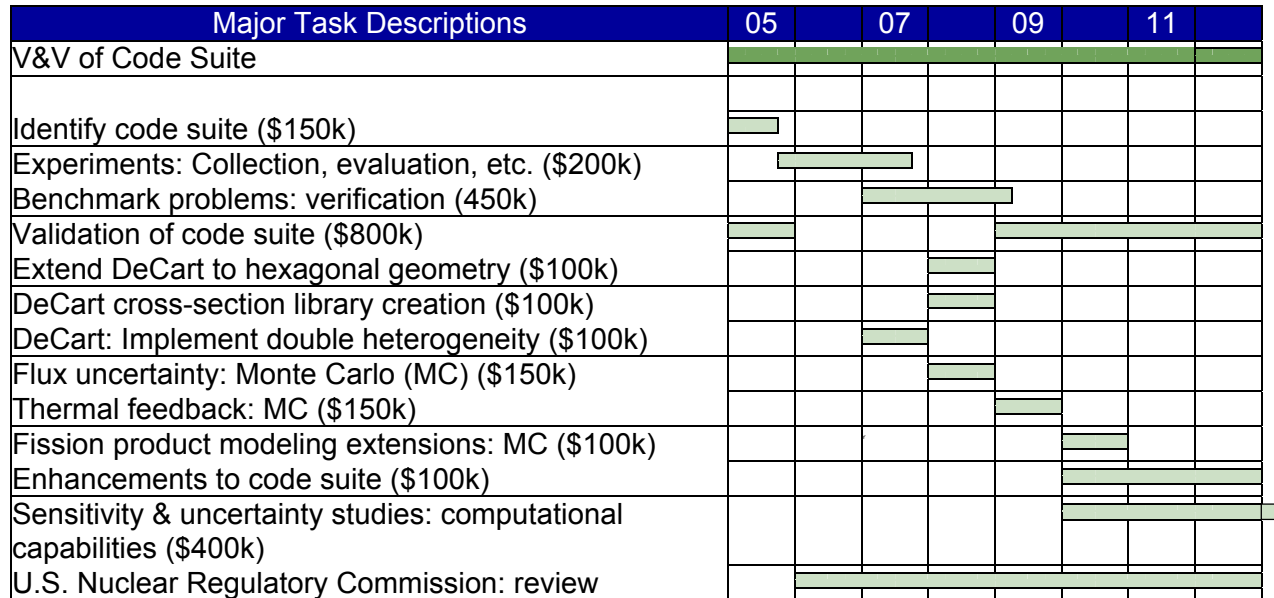 Major Task Descriptions 05 07 09 11
V&V of Code Suite
Identify code suite ($150k)
Experiments: Collection, evaluation, etc. ($200k)
Benchmark problems: verification (450k)
Validation of code suite ($800k)
Extend DeCart to hexagonal geometry ($100k)
DeCart cross-section library creation ($100k)
DeCart: Implement double heterogeneity ($100k)
Flux uncertainty: Monte Carlo (MC) ($150k)
Thermal feedback: MC ($150k)
Fission product modeling extensions: MC ($100k)
Enhancements to code suite ($100k)
Sensitivity & uncertainty studies: computational
capabilities ($400k)
U.S. Nuclear Regulatory Commission: review